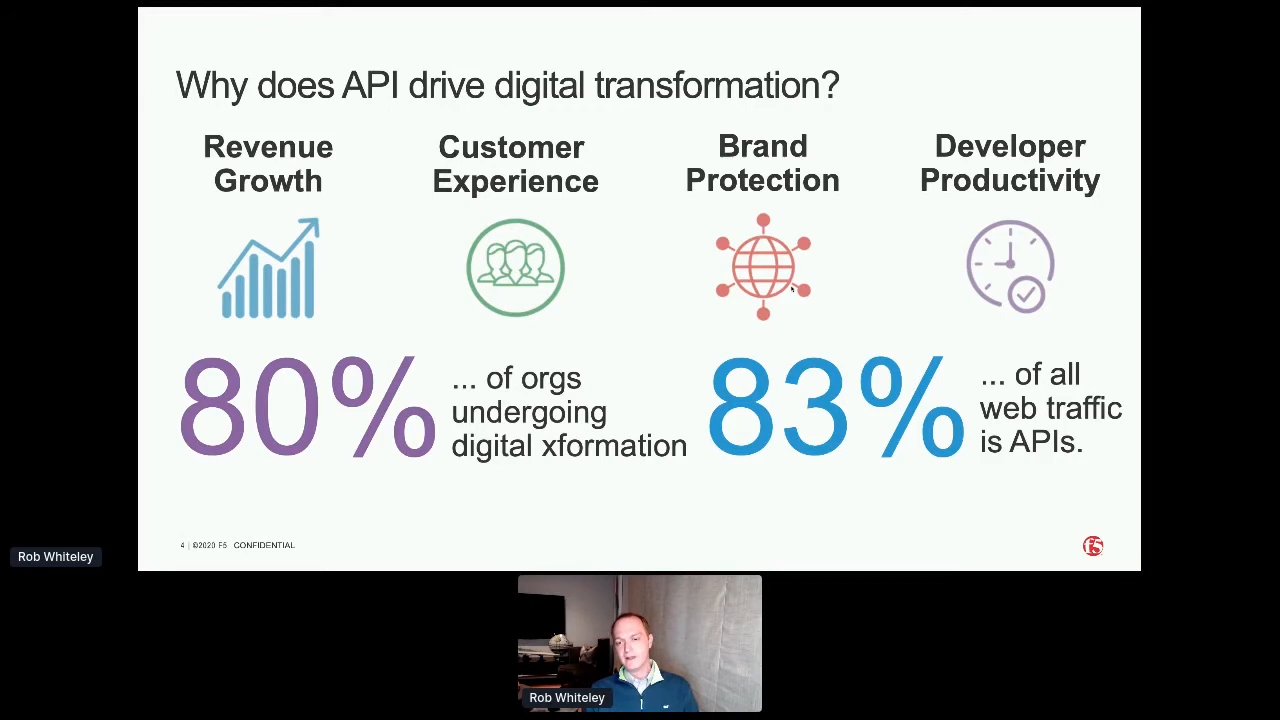 Why does API drive digital transformation?
Revenue
Growth
Customer
Experience
Brand
Protection
Developer
Productivity
80%
... of orgs
undergoing
digital xformation
83%
... of all
web traffic
is APIs.
4 | ©2020 F5 CONFIDENTIAL
f5
Rob Whiteley
Rob Whiteley